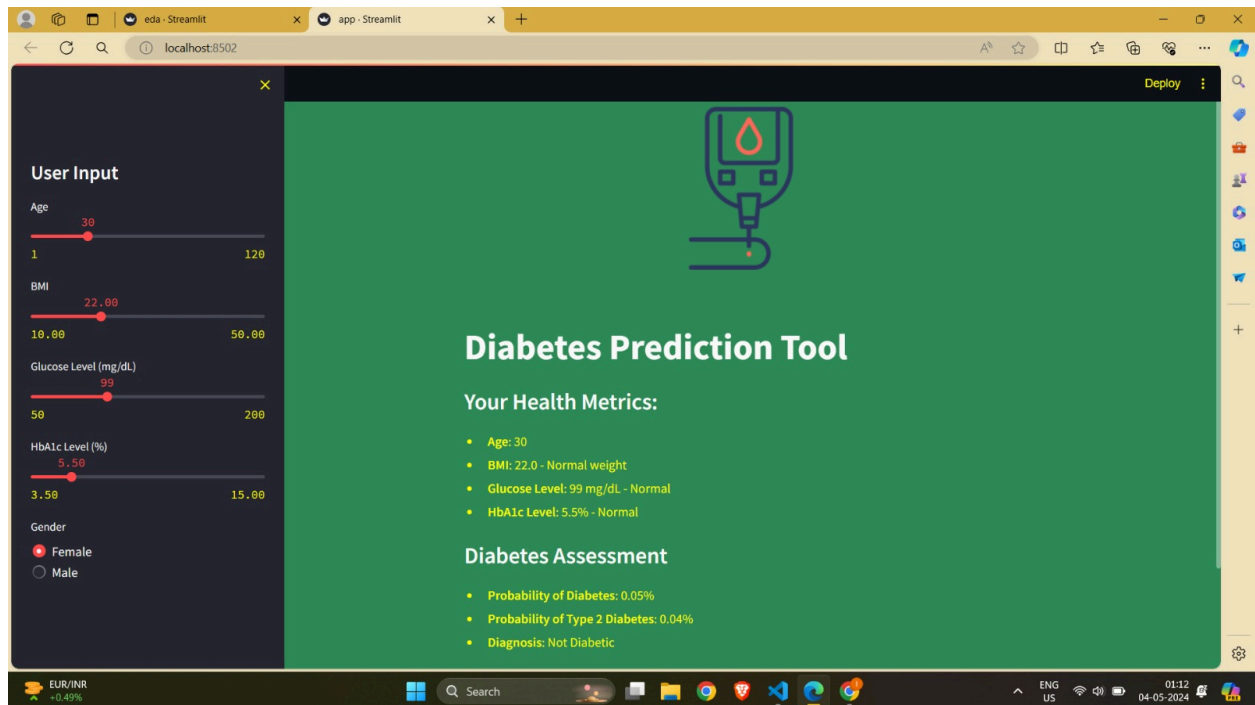 eda · Streamlit
app · Streamlit
localhost:8502
Deploy
User Input
Age
30
1 120
BMI
22.00
10.00 50.00
Glucose Level (mg/dL)
99
50 200
HbA1c Level (%)
5.50
3.50 15.00
Gender
Female
Male
Diabetes Prediction Tool
Your Health Metrics:
• Age: 30
• BMI: 22.0 - Normal weight
• Glucose Level: 99 mg/dL - Normal
• HbA1c Level: 5.5% - Normal
Diabetes Assessment
• Probability of Diabetes: 0.05%
• Probability of Type 2 Diabetes: 0.04%
• Diagnosis: Not Diabetic
EUR/INR
+0.49%
Search
ENG
US
01:12
04-05-2024